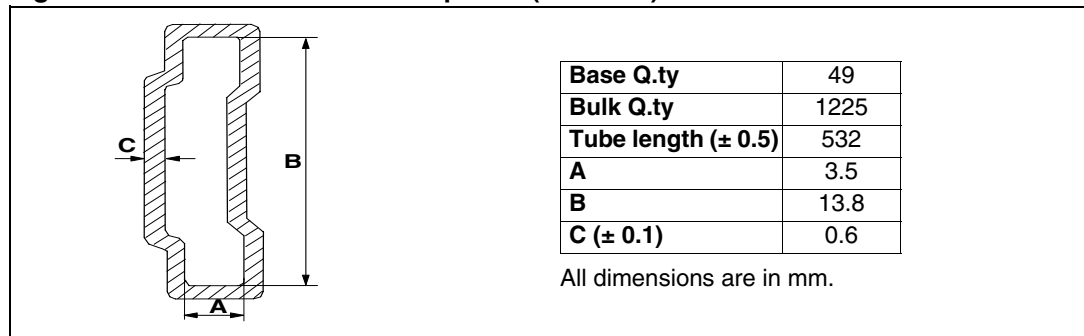 C
B
A
Base Q.ty 49
Bulk Q.ty 1225
Tube length (± 0.5) 532
A 3.5
B 13.8
C (± 0.1) 0.6
All dimensions are in mm.